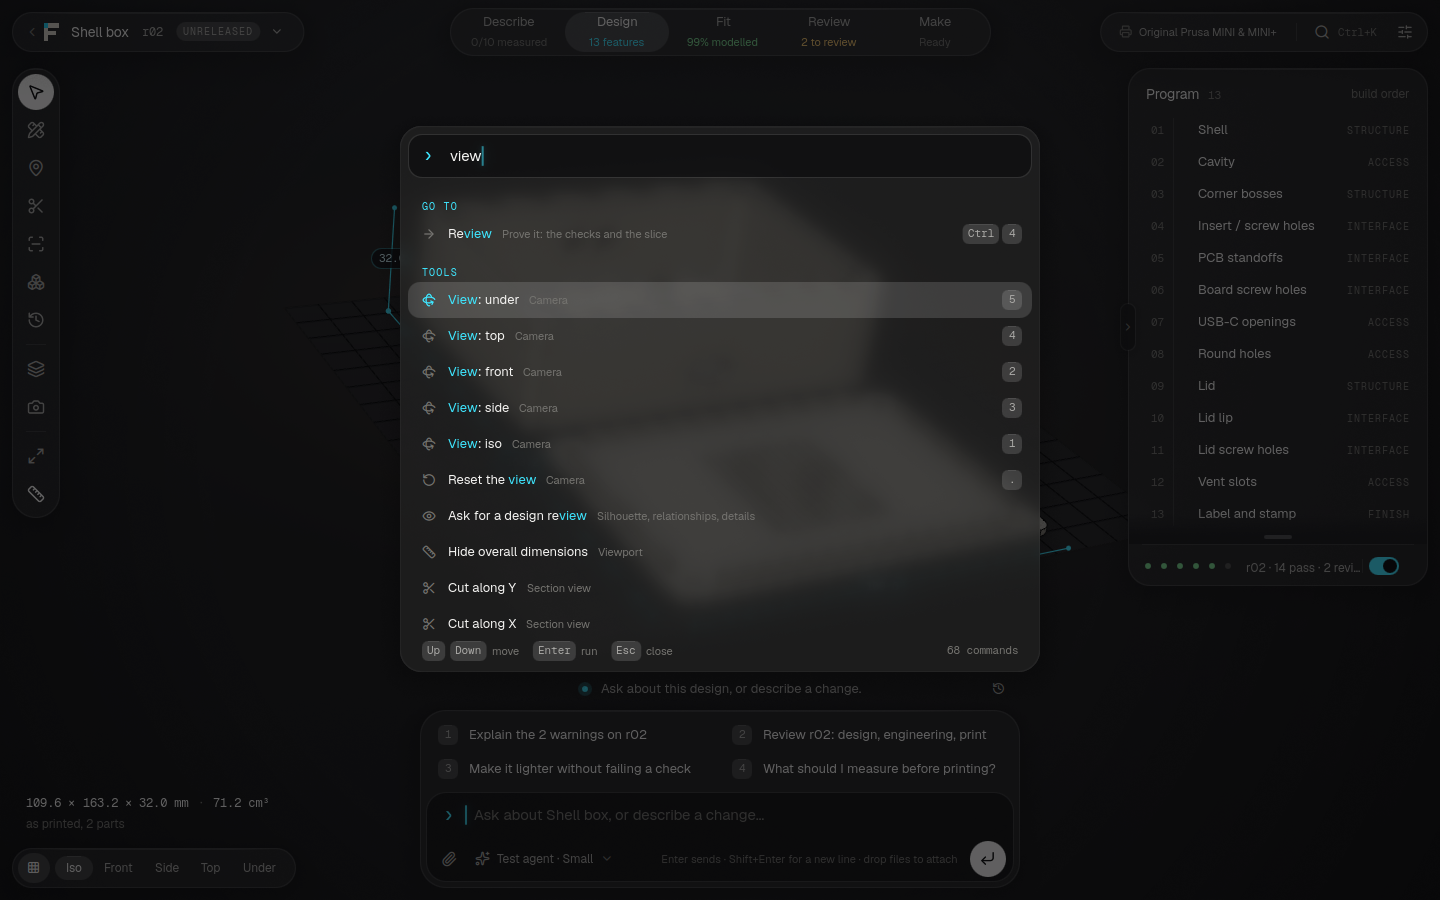 Shell box r02 UNRELEASED
Describe
0/10 measured
Design
13 features
Fit
99% modelled
Review
2 to review
Make
Ready
Original Prusa MINI & MINI+
Ctrl+K
view
GO TO
Review Prove it: the checks and the slice Ctrl 4
TOOLS
View: under Camera 5
View: top Camera 4
View: front Camera 2
View: side Camera 3
View: iso Camera 1
Reset the view Camera .
Ask for a design review Silhouette, relationships, details
Hide overall dimensions Viewport
Cut along Y Section view
Cut along X Section view
Up Down move Enter run Esc close 68 commands
Program 13 build order
01 Shell STRUCTURE
02 Cavity ACCESS
03 Corner bosses STRUCTURE
04 Insert / screw holes INTERFACE
05 PCB standoffs INTERFACE
06 Board screw holes INTERFACE
07 USB-C openings ACCESS
08 Round holes ACCESS
09 Lid STRUCTURE
10 Lid lip INTERFACE
11 Lid screw holes INTERFACE
12 Vent slots ACCESS
13 Label and stamp FINISH
r02 · 14 pass · 2 revi...
Ask about this design, or describe a change.
1 Explain the 2 warnings on r02
2 Review r02: design, engineering, print
3 Make it lighter without failing a check
4 What should I measure before printing?
Ask about Shell box, or describe a change...
Test agent · Small
Enter sends · Shift+Enter for a new line · drop files to attach
109.6 × 163.2 × 32.0 mm · 71.2 cm³
as printed, 2 parts
Iso Front Side Top Under